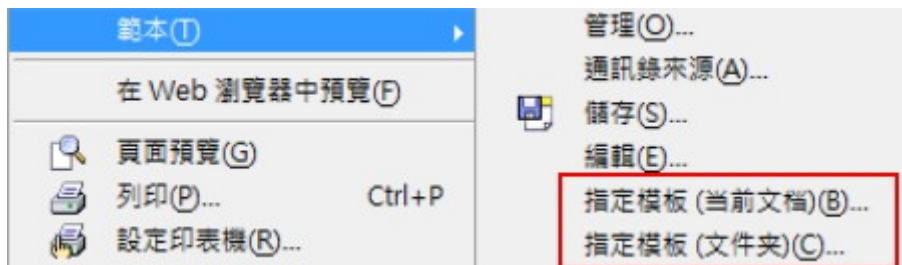 範本(T)
在 Web 瀏覽器中預覽(F)
頁面預覽(G)
列印(P)... Ctrl+P
設定印表機(R)...
管理(O)...
通訊錄來源(A)...
儲存(S)...
編輯(E)...
指定模板 (当前文档)(B)...
指定模板 (文件夹)(C)...